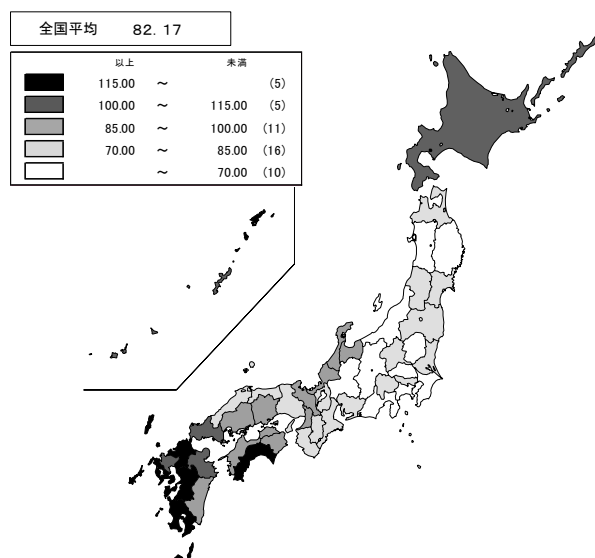 全国平均 82.17
以上 未満
115.00 ～ (5)
100.00 ～ 115.00 (5)
85.00 ～ 100.00 (11)
70.00 ～ 85.00 (16)
～ 70.00 (10)